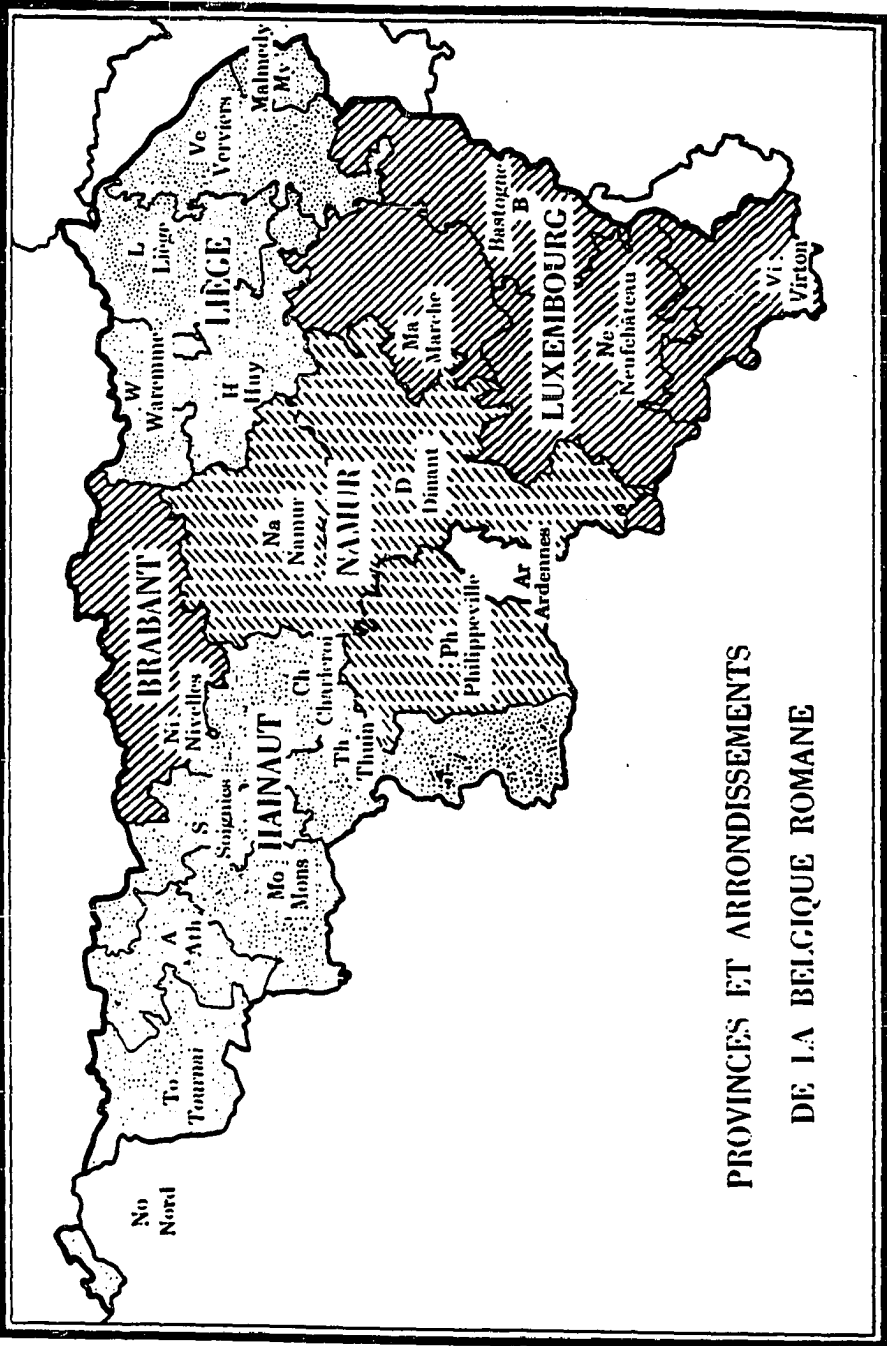 No
Nord
To
Tournai
A
Ath
Mo
Mons
S
Soignies
HAINAUT
Th
Thuin
Ch
Charleroi
BRABANT
Ni
Nivelles
Na
Namur
NAMUR
D
Dinant
Ph
Philippeville
Ar
Ardennes
W
Waremme
H
Huy
L
Liège
LIÈGE
Ve
Verviers
Malmedy
My
Ma
Marche
Bastogne
B
LUXEMBOURG
Ne
Neufchâteau
Vi
Virton
PROVINCES ET ARRONDISSEMENTS
DE LA BELGIQUE ROMANE